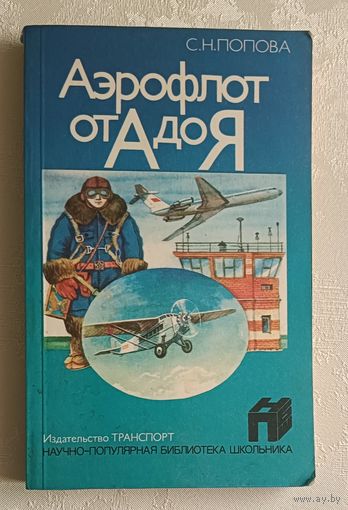 С.Н.ПОПОВА
Аэрофлот
от А до Я
Издательство ТРАНСПОРТ
НАУЧНО-ПОПУЛЯРНАЯ БИБЛИОТЕКА ШКОЛЬНИКА
www.ay.by